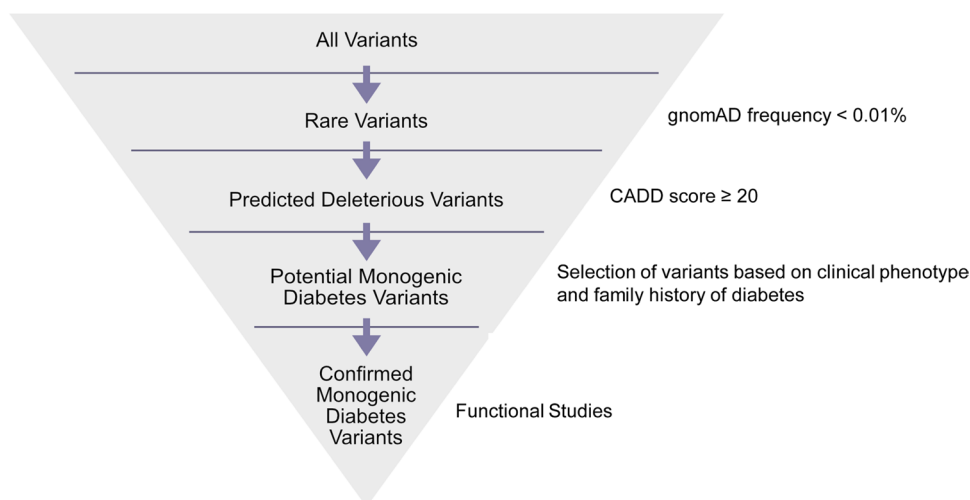 All Variants
Rare Variants
gnomAD frequency < 0.01%
Predicted Deleterious Variants
CADD score ≥ 20
Potential Monogenic
Diabetes Variants
Selection of variants based on clinical phenotype
and family history of diabetes
Confirmed
Monogenic
Diabetes
Variants
Functional Studies